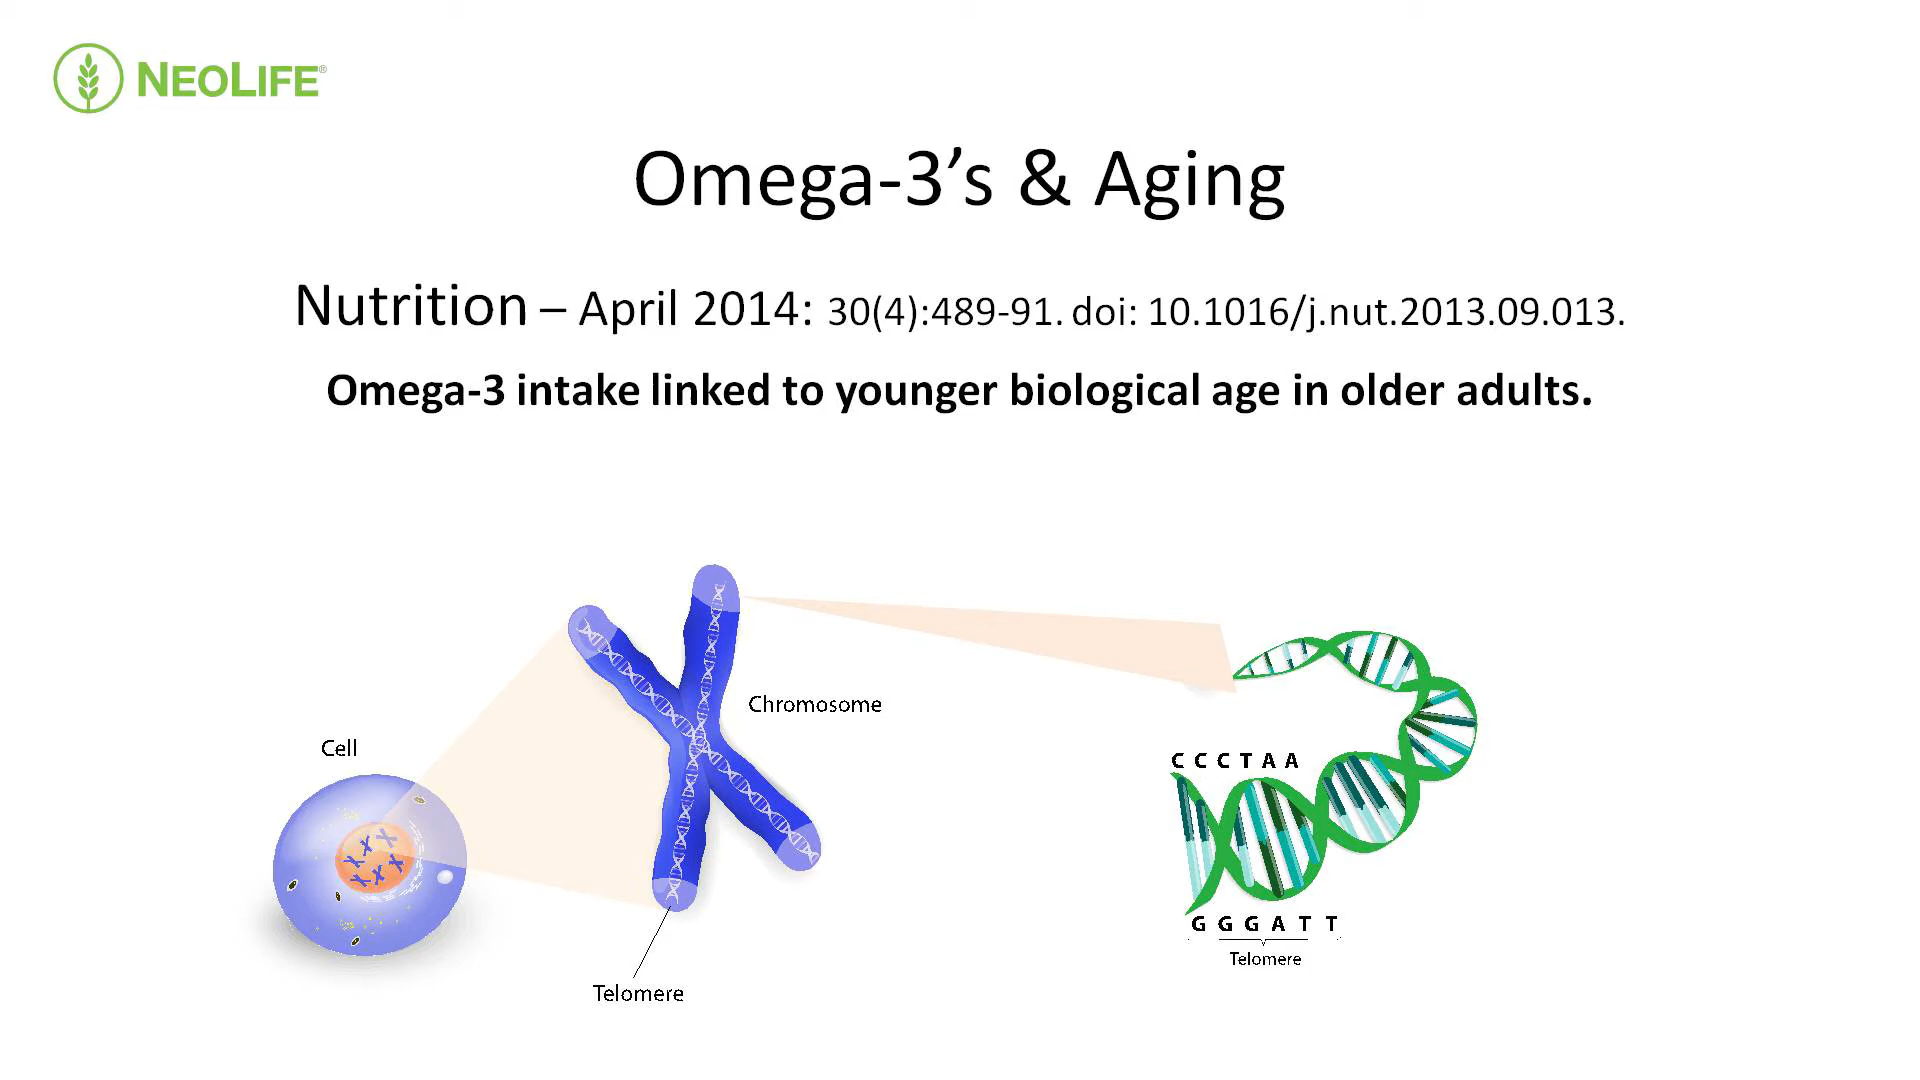 NEOLIFE®
Omega-3’s & Aging
Nutrition – April 2014: 30(4):489-91. doi: 10.1016/j.nut.2013.09.013.
Omega-3 intake linked to younger biological age in older adults.
Chromosome
Cell
C C C T A A
G G G A T T
Telomere
Telomere